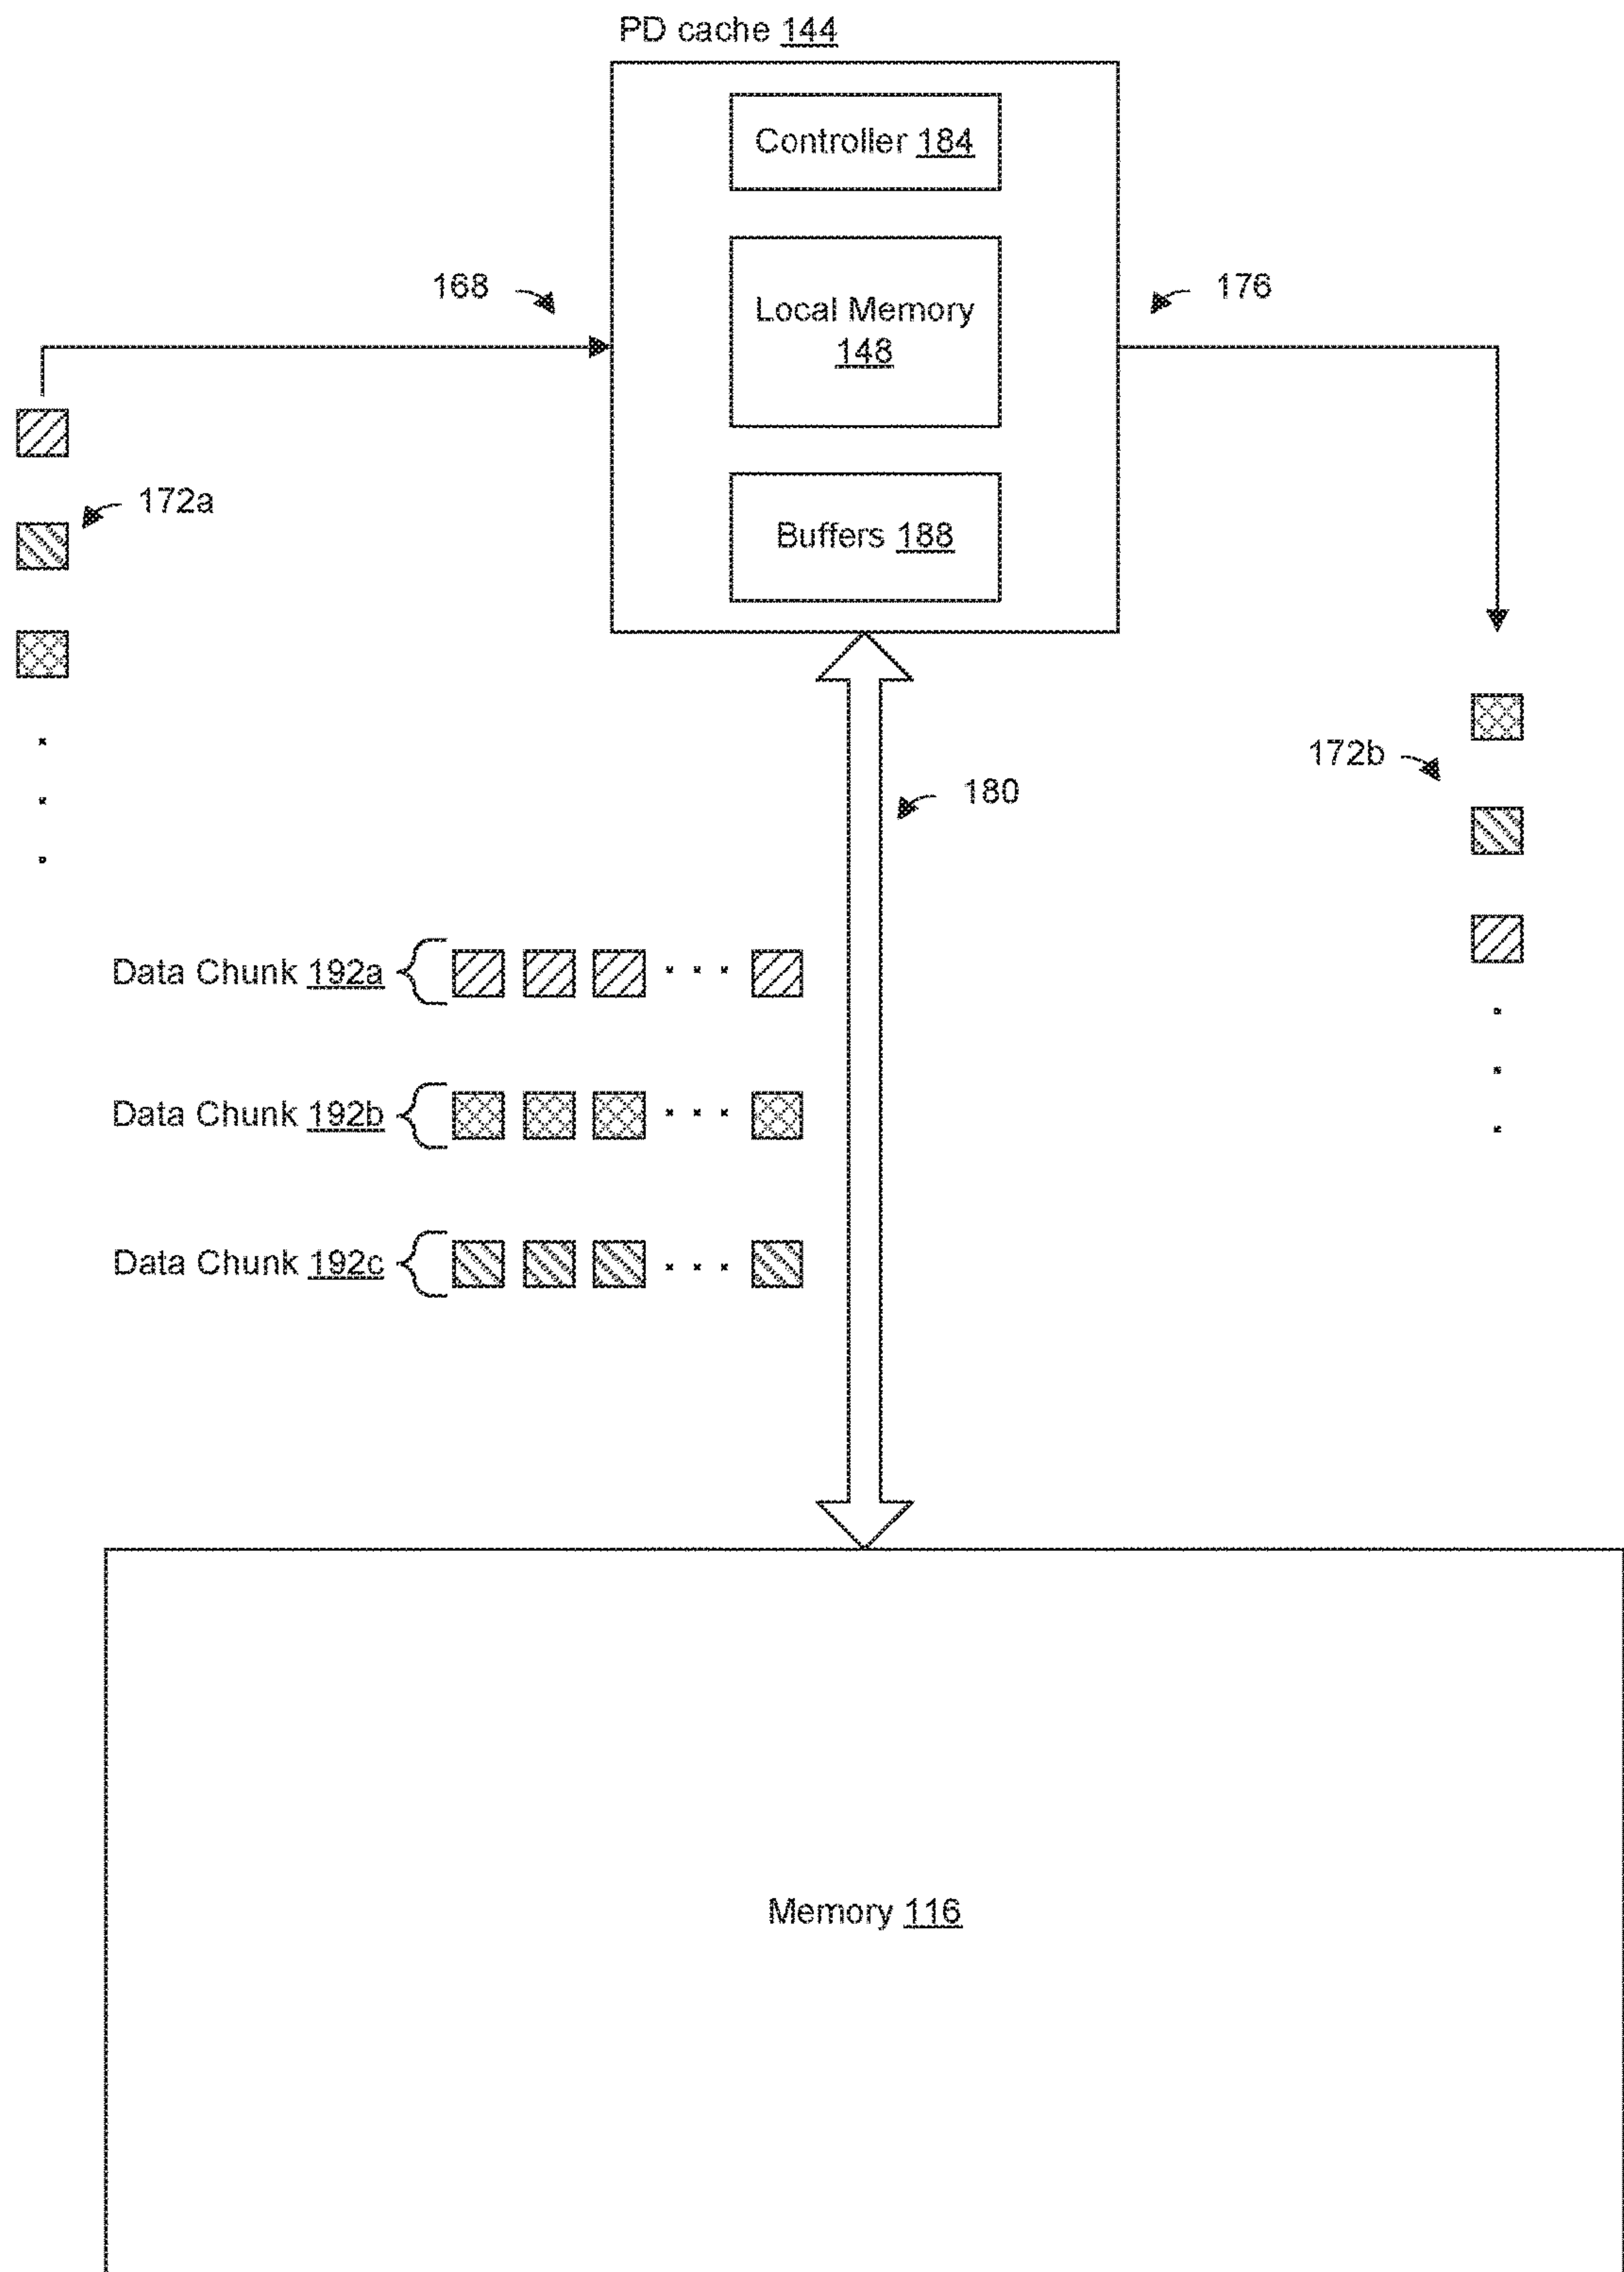 PD cache 144
Controller 184
168
176
Local Memory
148
172a
Buffers 188
172b
180
Data Chunk 192a
Data Chunk 192b
Data Chunk 192c
Memory 116